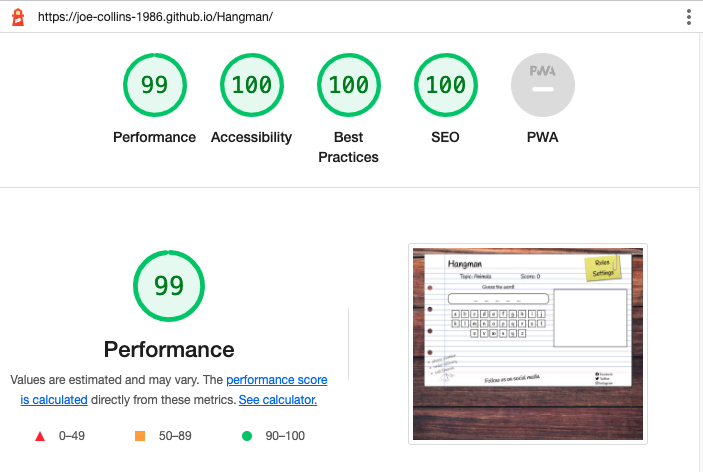 https://joe-collins-1986.github.io/Hangman/
99
100
100
100
PWA
Performance
Accessibility
Best
Practices
SEO
PWA
99
Performance
Values are estimated and may vary. The performance score
is calculated directly from these metrics. See calculator.
0–49
50–89
90–100
Hangman
Rules
Settings
Topic: Animals
Score: 0
Guess the word!
a b c d e f g h i j
k l m n o p q r s t
u v w x y z
Follow us on social media
Facebook
Twitter
Instagram